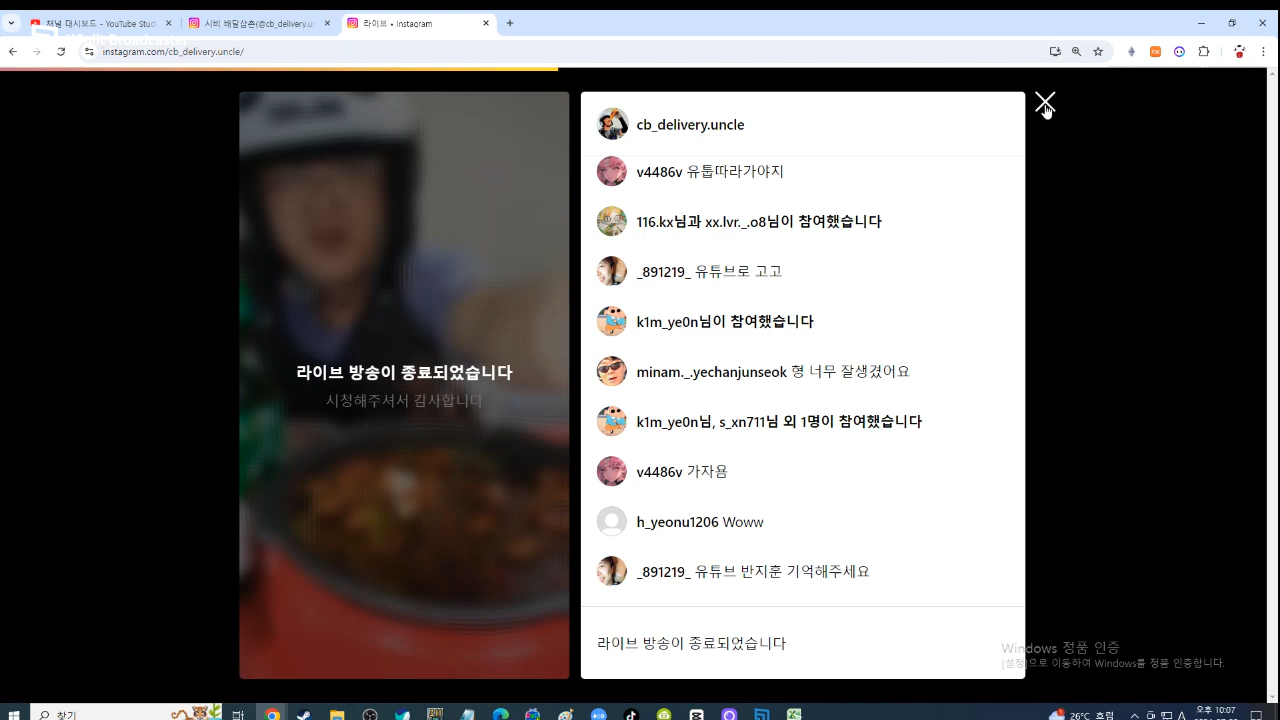 채널 대시보드 - YouTube Studi
시비 배달삼촌(@cb_delivery.ur
라이브 • Instagram
XSplit Broadcaster
instagram.com/cb_delivery.uncle/
cb_delivery.uncle
v4486v 유튭따라가야지
116.kx님과 xx.lvr._.o8님이 참여했습니다
_891219_ 유튜브로 고고
k1m_ye0n님이 참여했습니다
minam._.yechanjunseok 형 너무 잘생겼어요
k1m_ye0n님, s_xn711님 외 1명이 참여했습니다
v4486v 가자욤
h_yeonu1206 Woww
_891219_ 유튜브 반지훈 기억해주세요
라이브 방송이 종료되었습니다
라이브 방송이 종료되었습니다
시청해주셔서 감사합니다
Windows 정품 인증
[설정]으로 이동하여 Windows를 정품 인증합니다.
찾기
26°C 흐림
오후 10:07